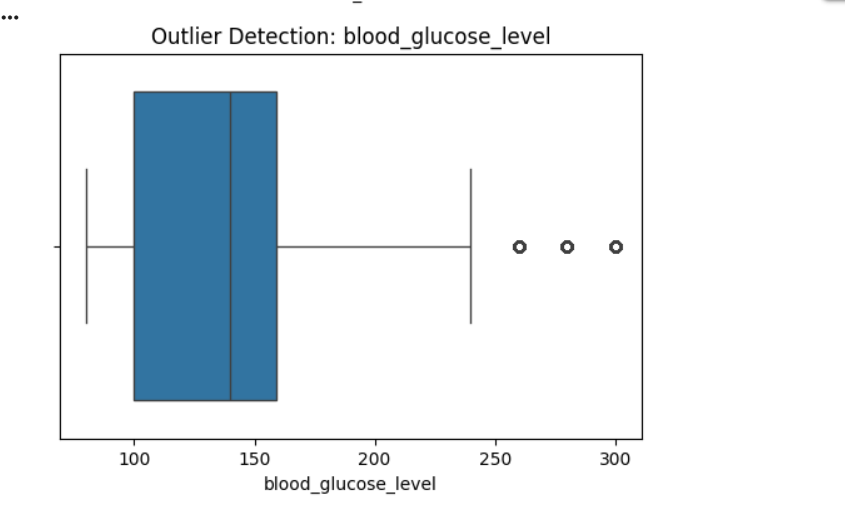 ...
Outlier Detection: blood_glucose_level
100 150 200 250 300
blood_glucose_level